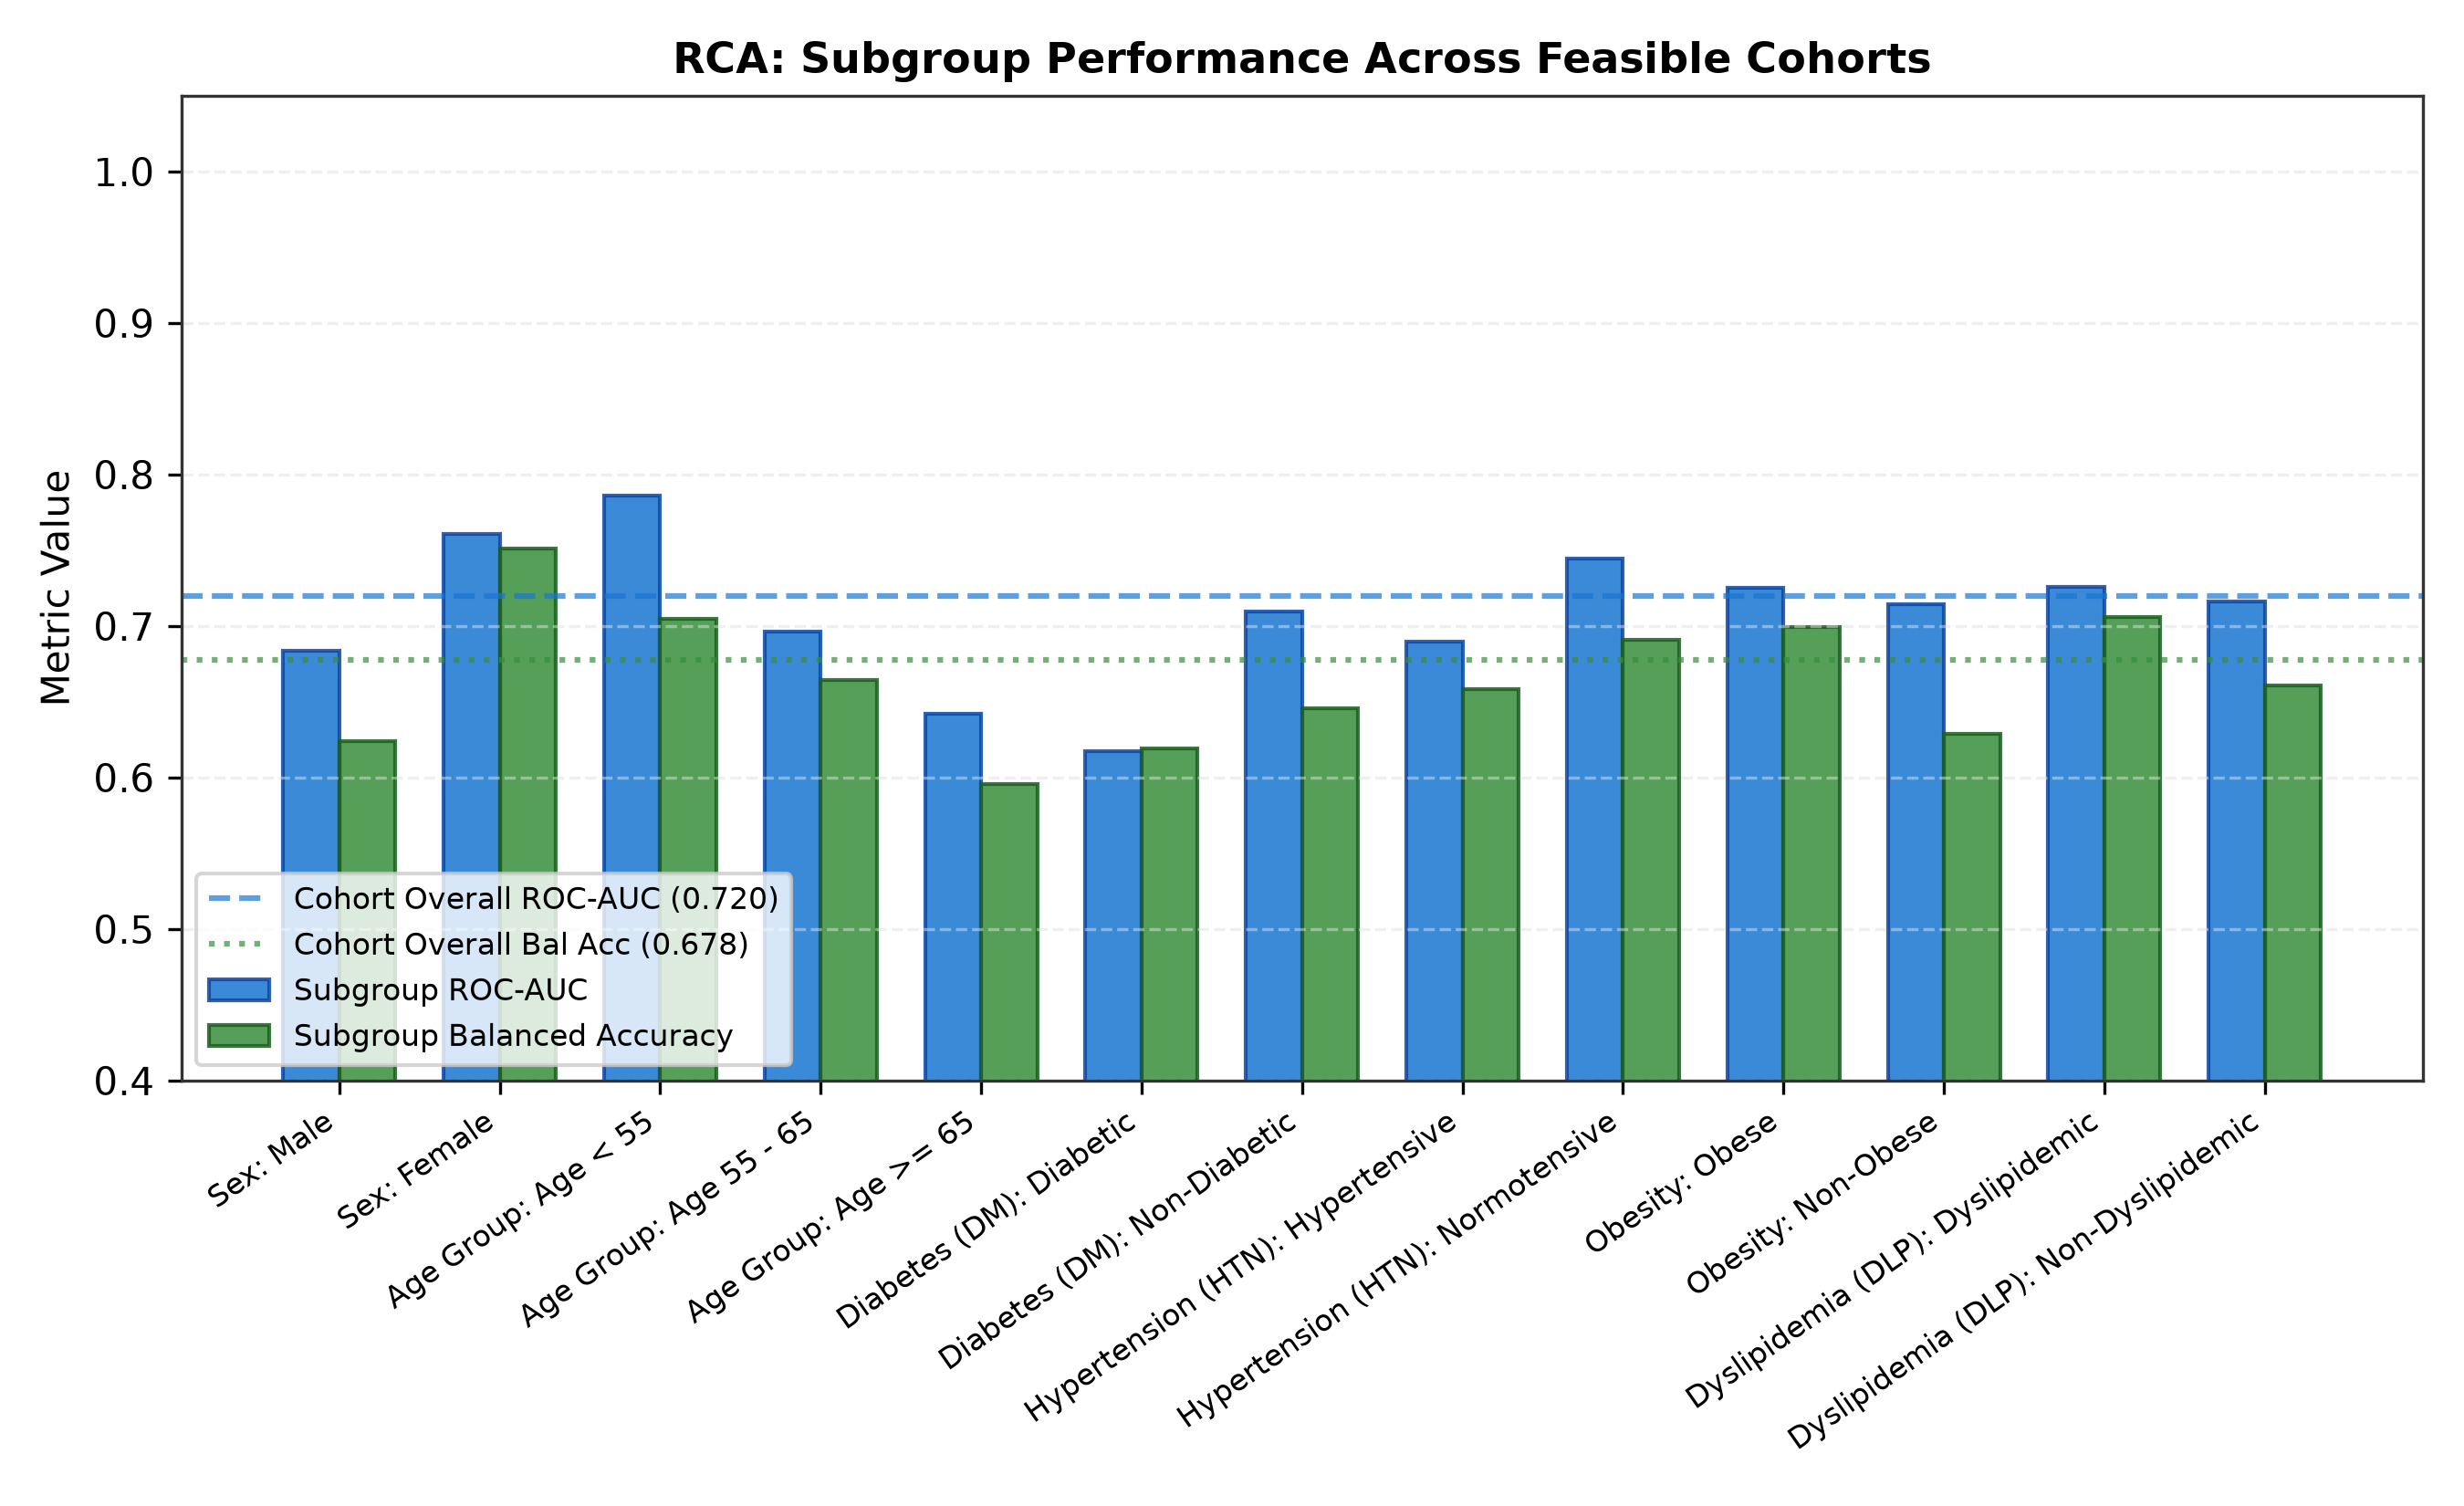 RCA: Subgroup Performance Across Feasible Cohorts
Metric Value
1.0
0.9
0.8
0.7
0.6
0.5
0.4
Cohort Overall ROC-AUC (0.720)
Cohort Overall Bal Acc (0.678)
Subgroup ROC-AUC
Subgroup Balanced Accuracy
Sex: Male
Sex: Female
Age Group: Age < 55
Age Group: Age 55 - 65
Age Group: Age >= 65
Diabetes (DM): Diabetic
Diabetes (DM): Non-Diabetic
Hypertension (HTN): Hypertensive
Hypertension (HTN): Normotensive
Obesity: Obese
Obesity: Non-Obese
Dyslipidemia (DLP): Dyslipidemic
Dyslipidemia (DLP): Non-Dyslipidemic